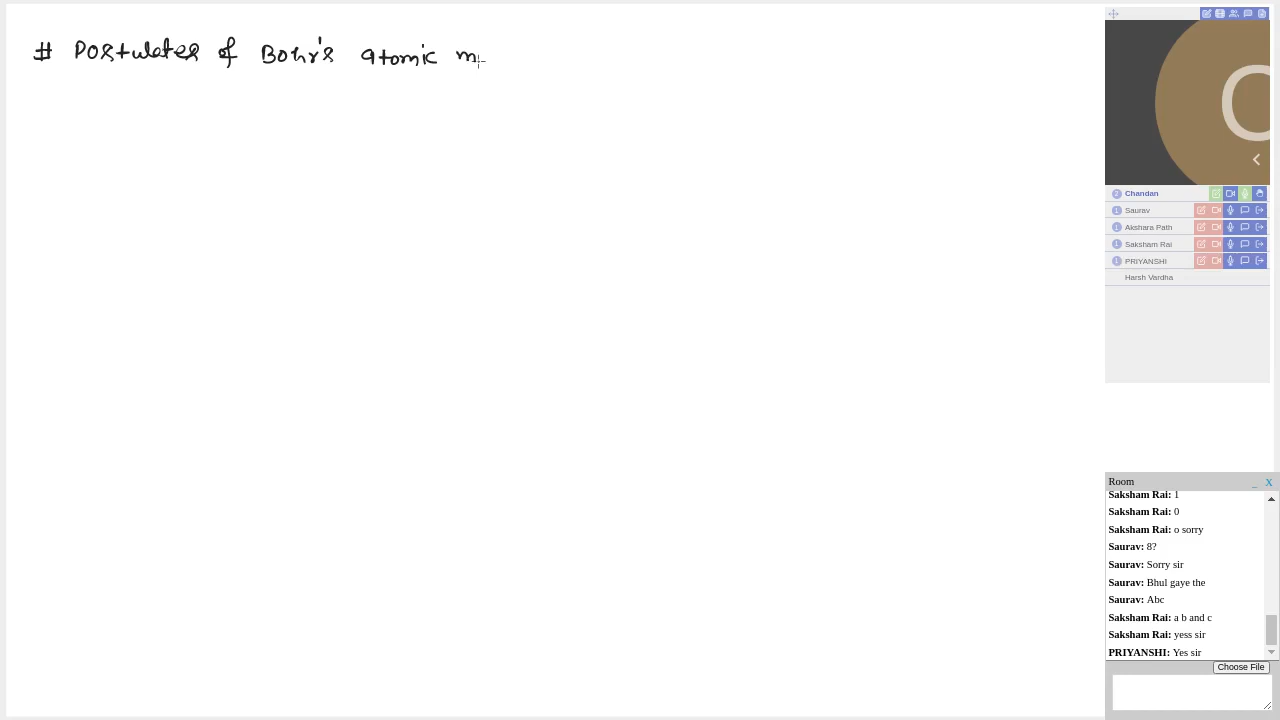 # Postulates of Bohr's atomic m
Chandan
Saurav
Akshara Path
Saksham Rai
PRIYANSHI
Harsh Vardha
Room
_ X
Saksham Rai: 1
Saksham Rai: 0
Saksham Rai: o sorry
Saurav: 8?
Saurav: Sorry sir
Saurav: Bhul gaye the
Saurav: Abc
Saksham Rai: a b and c
Saksham Rai: yess sir
PRIYANSHI: Yes sir
Choose File